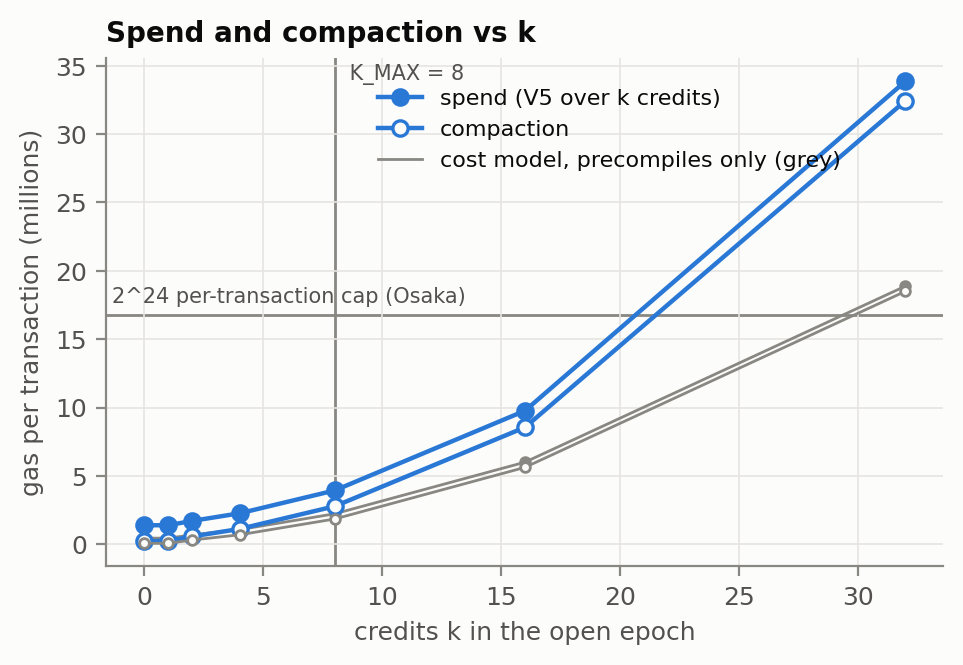 Spend and compaction vs k
K_MAX = 8
spend (V5 over k credits)
compaction
cost model, precompiles only (grey)
2^24 per-transaction cap (Osaka)
gas per transaction (millions)
35
30
25
20
15
10
5
0
0 5 10 15 20 25 30
credits k in the open epoch